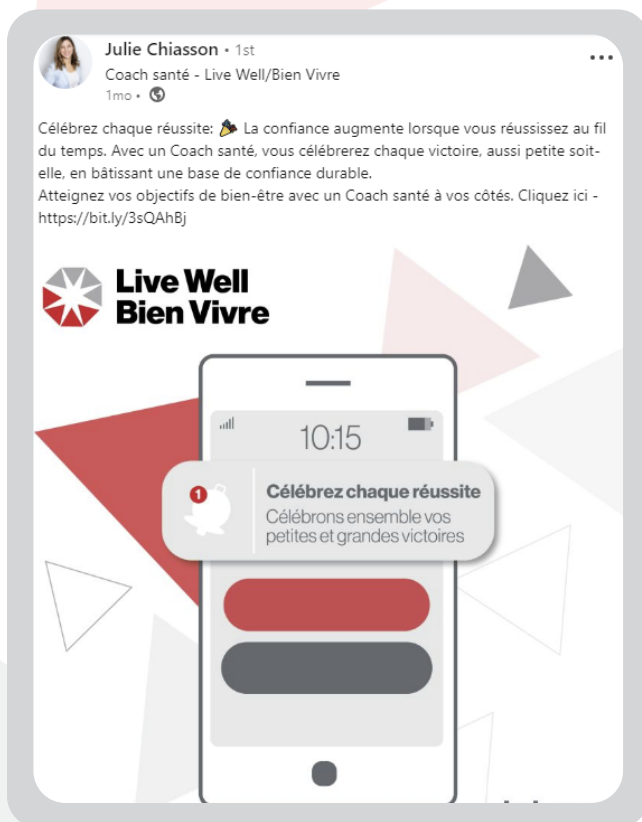 Julie Chiasson • 1st
Coach santé - Live Well/Bien Vivre
1mo •
Célébrez chaque réussite: 🎉 La confiance augmente lorsque vous réussissez au fil
du temps. Avec un Coach santé, vous célébrerez chaque victoire, aussi petite soit-
elle, en bâtissant une base de confiance durable.
Atteignez vos objectifs de bien-être avec un Coach santé à vos côtés. Cliquez ici -
https://bit.ly/3sQAhBj
Live Well
Bien Vivre
10:15
1
Célébrez chaque réussite
Célébrons ensemble vos
petites et grandes victoires